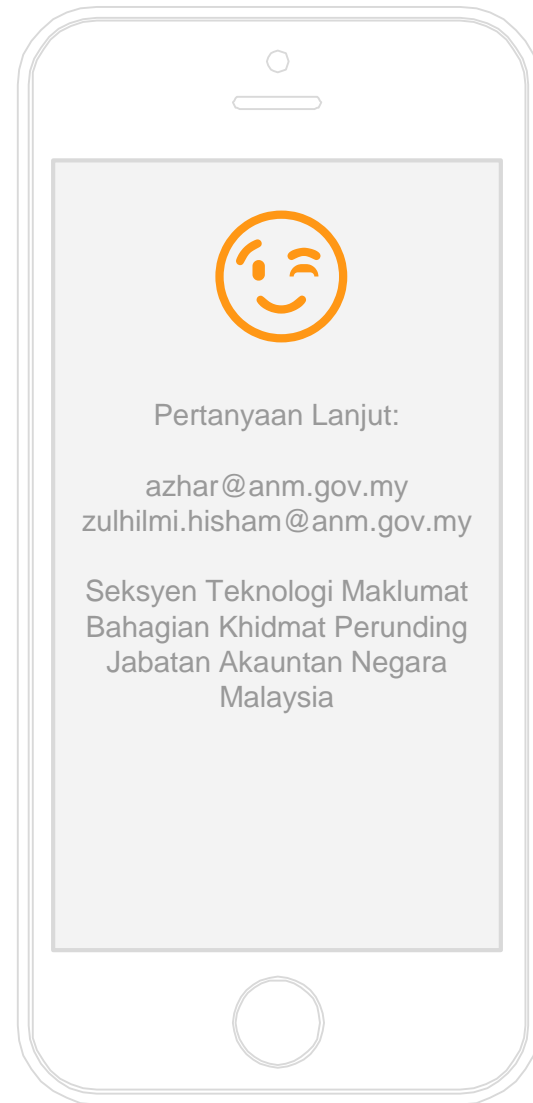 Pertanyaan Lanjut:
azhar@anm.gov.my
zulhilmi.hisham@anm.gov.my
Seksyen Teknologi Maklumat
Bahagian Khidmat Perunding
Jabatan Akauntan Negara
Malaysia